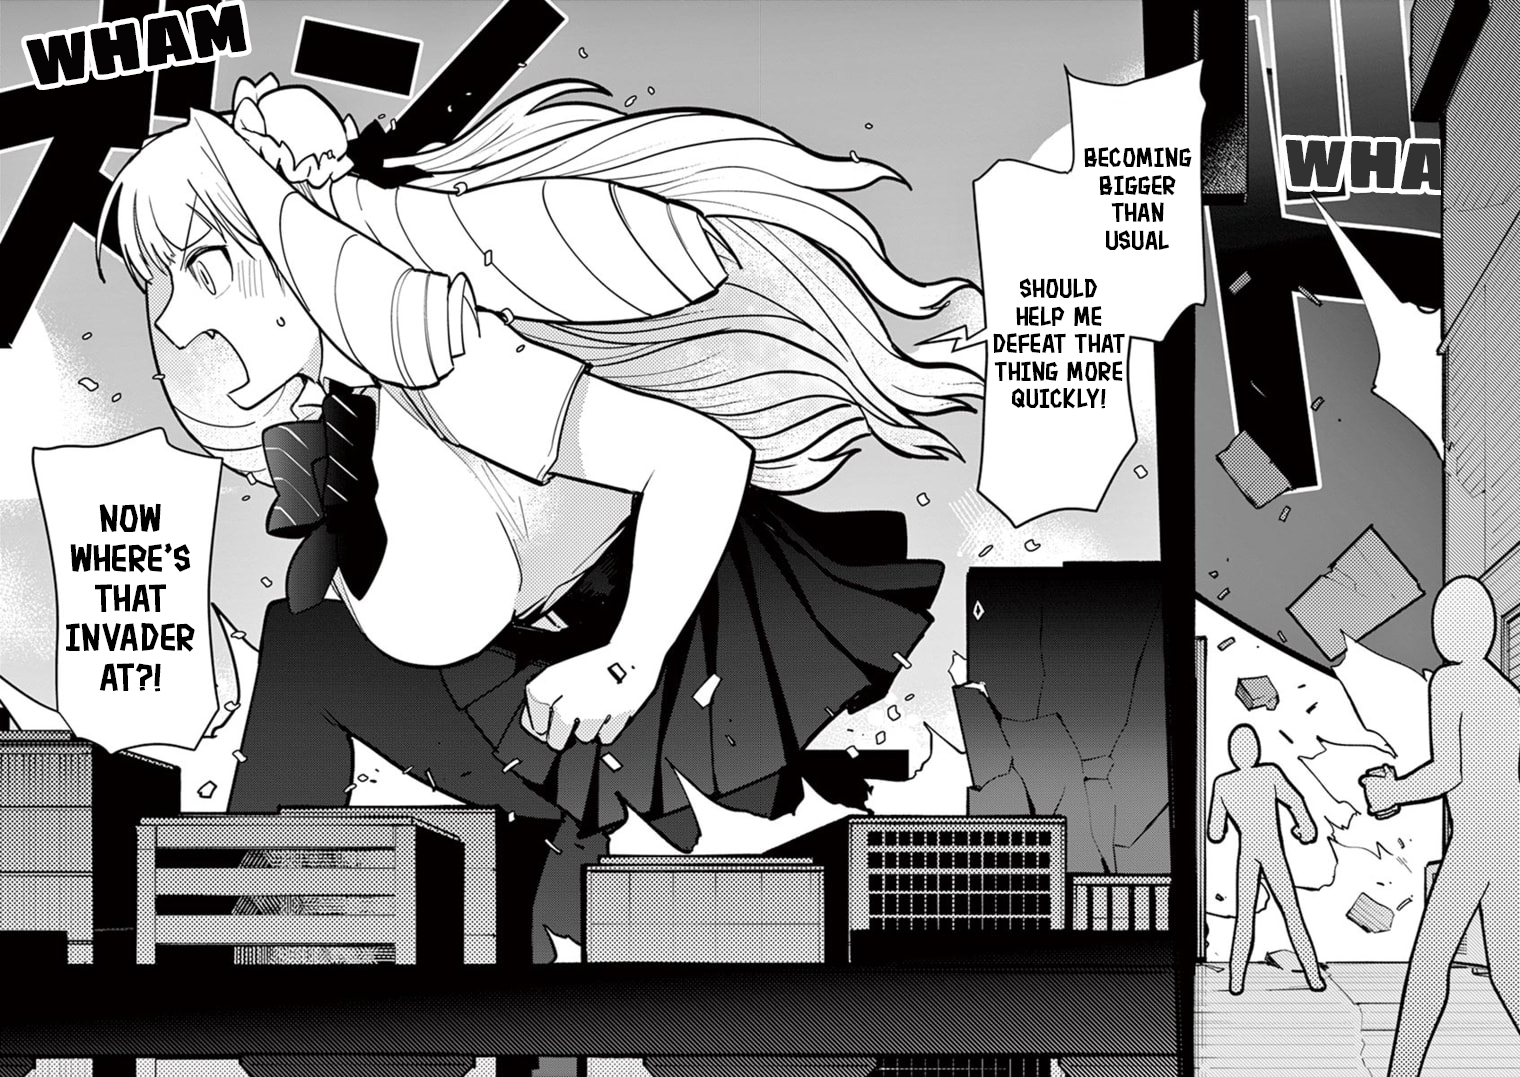 WHA
BECOMING
BIGGER
THAN
USUAL
SHOULD
HELP ME
DEFEAT THAT
THING MORE
QUICKLY!
WHAM
NOW
WHERE'S
THAT
INVADER
AT?!